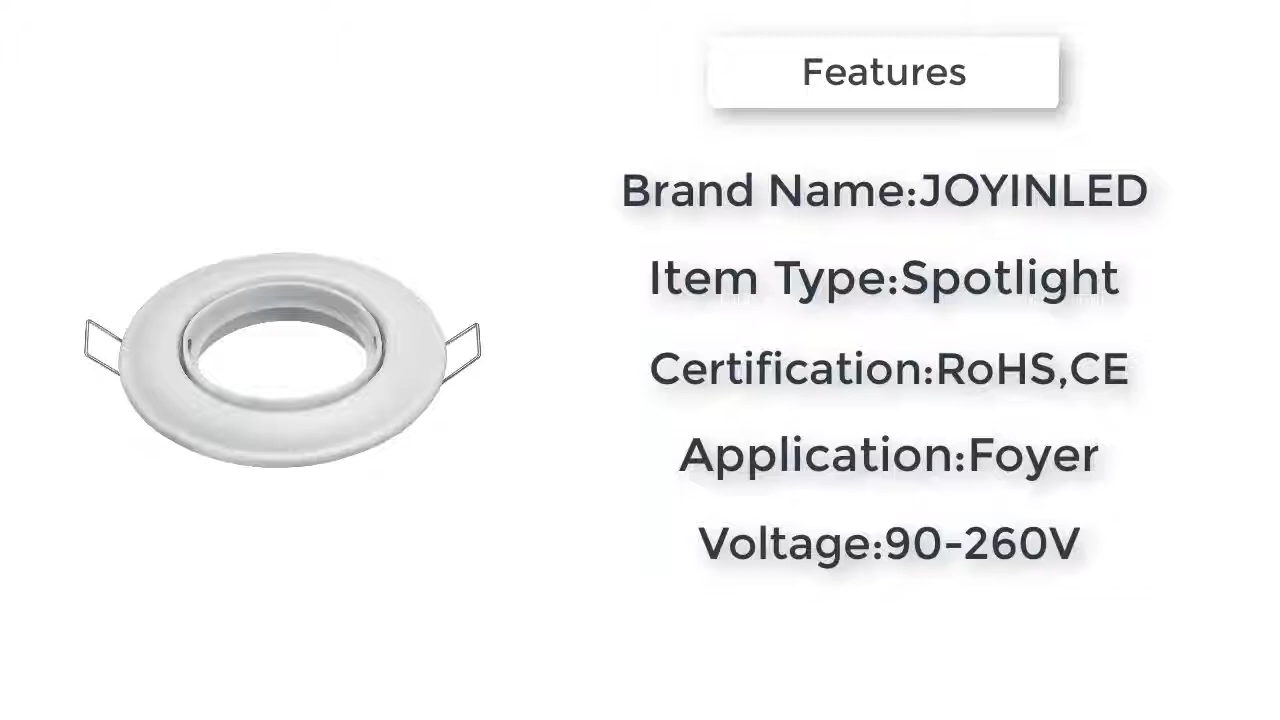 Features
Brand Name:JOYINLED
Item Type:Spotlight
Certification:RoHS,CE
Application:Foyer
Voltage:90-260V